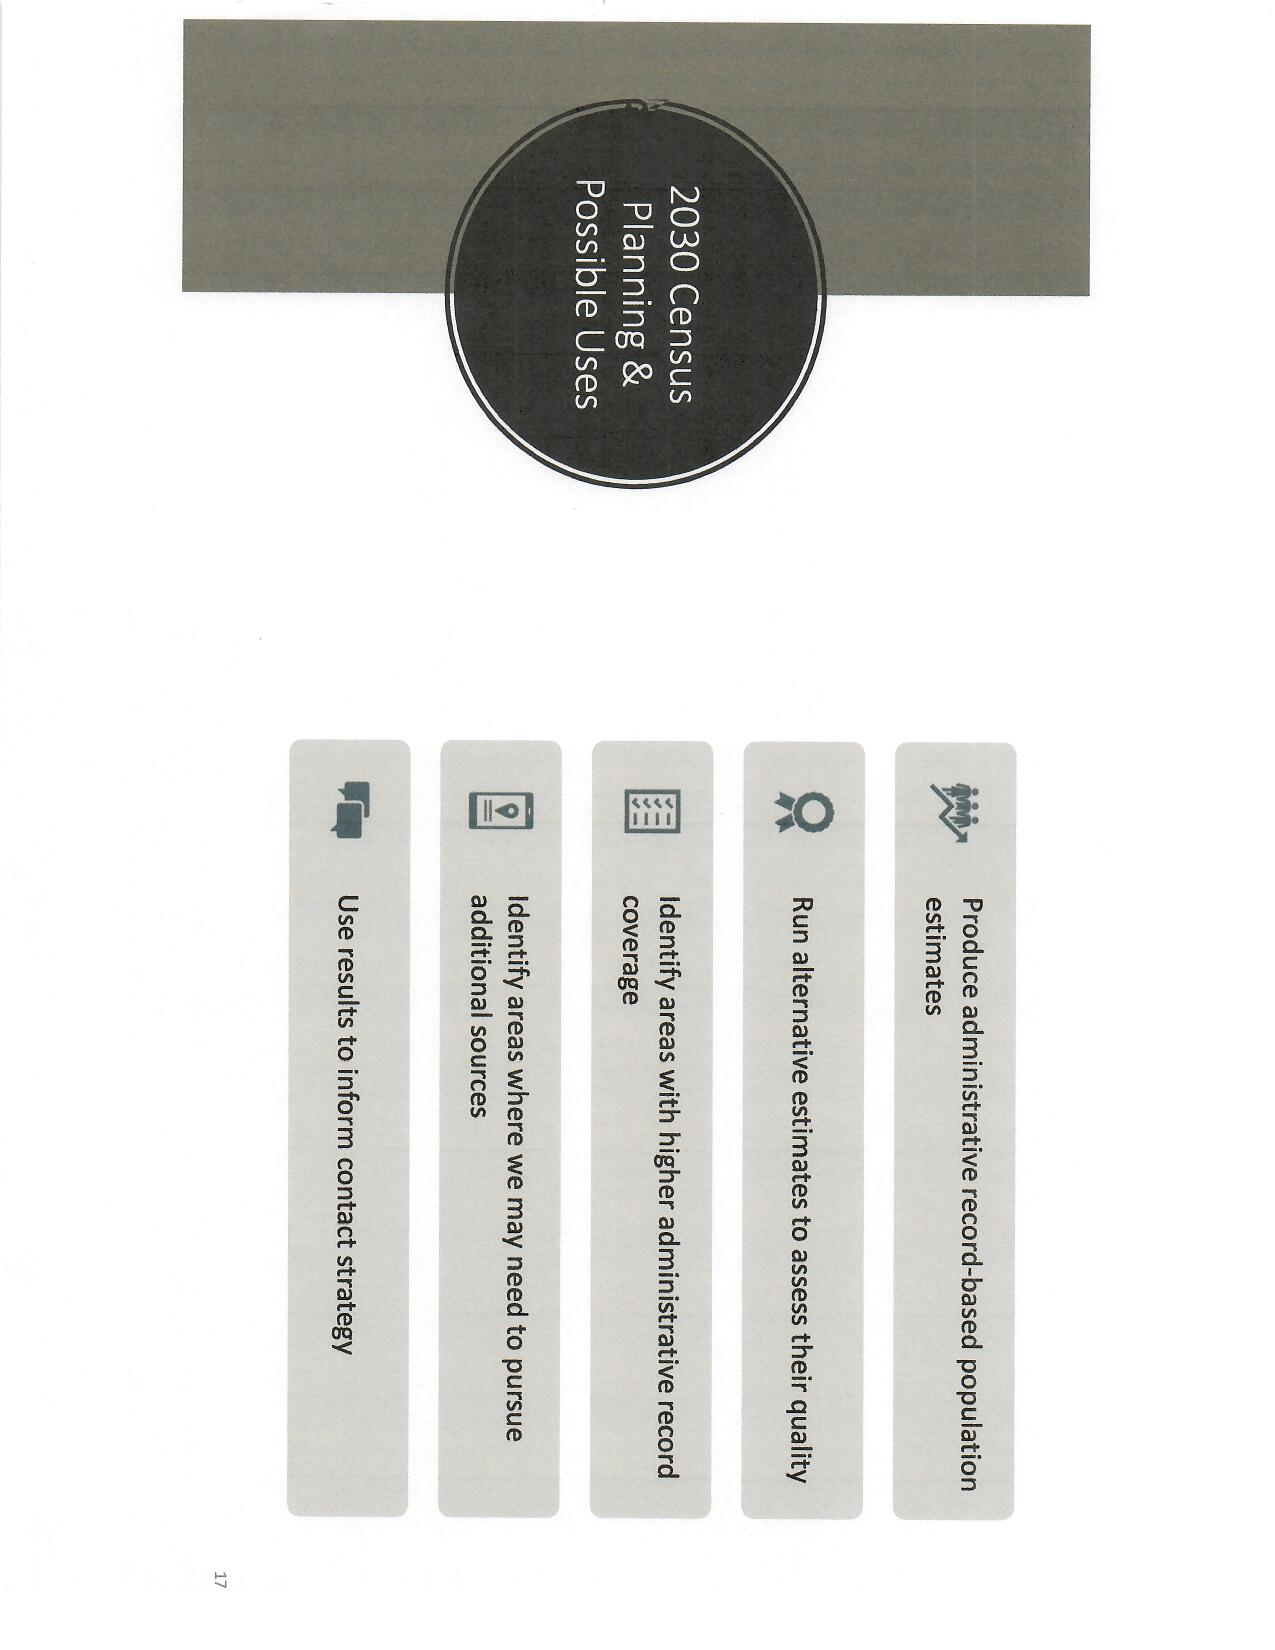 2030 Census
Planning &
Possible Uses
Produce administrative record-based population
estimates
Run alternative estimates to assess their quality
Identify areas with higher administrative record
coverage
Identify areas where we may need to pursue
additional sources
Use results to inform contact strategy
17